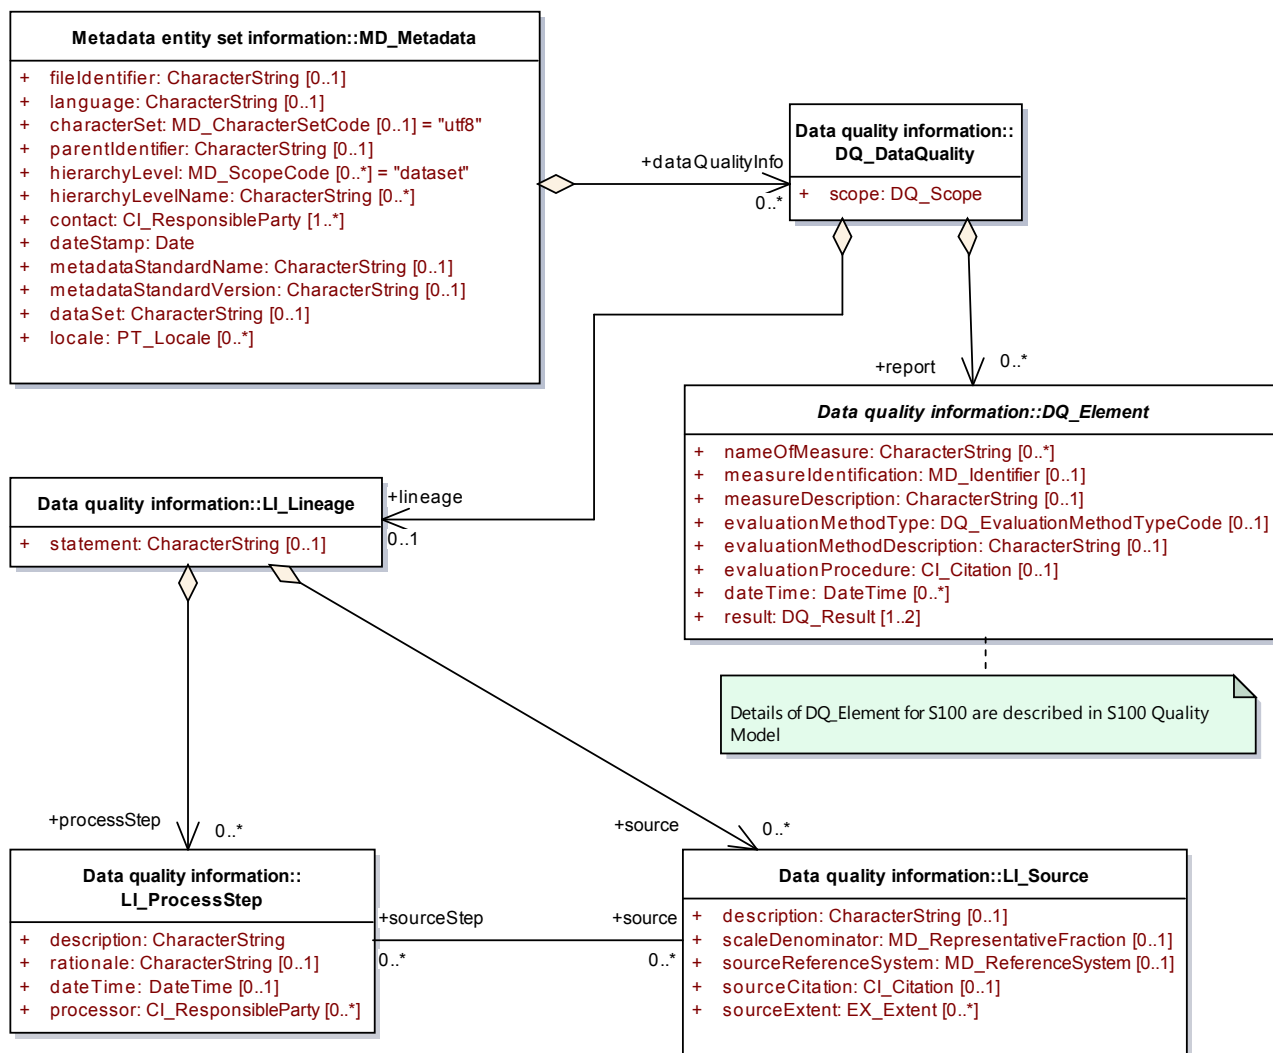 Metadata entity set information::MD_Metadata
+ fileIdentifier: CharacterString [0..1]
+ language: CharacterString [0..1]
+ characterSet: MD_CharacterSetCode [0..1] = "utf8"
+ parentIdentifier: CharacterString [0..1]
+ hierarchyLevel: MD_ScopeCode [0..*] = "dataset"
+ hierarchyLevelName: CharacterString [0..*]
+ contact: CI_ResponsibleParty [1..*]
+ dateStamp: Date
+ metadataStandardName: CharacterString [0..1]
+ metadataStandardVersion: CharacterString [0..1]
+ dataSet: CharacterString [0..1]
+ locale: PT_Locale [0..*]
+dataQualityInfo
0..*
Data quality information::
DQ_DataQuality
+ scope: DQ_Scope
+report
0..*
Data quality information::DQ_Element
+ nameOfMeasure: CharacterString [0..*]
+ measureIdentification: MD_Identifier [0..1]
+ measureDescription: CharacterString [0..1]
+ evaluationMethodType: DQ_EvaluationMethodTypeCode [0..1]
+ evaluationMethodDescription: CharacterString [0..1]
+ evaluationProcedure: CI_Citation [0..1]
+ dateTime: DateTime [0..*]
+ result: DQ_Result [1..2]
Details of DQ_Element for S100 are described in S100 Quality
Model
+lineage
0..1
Data quality information::LI_Lineage
+ statement: CharacterString [0..1]
+processStep
0..*
+source
0..*
Data quality information::
LI_ProcessStep
+ description: CharacterString
+ rationale: CharacterString [0..1]
+ dateTime: DateTime [0..1]
+ processor: CI_ResponsibleParty [0..*]
+sourceStep
0..*
+source
0..*
Data quality information::LI_Source
+ description: CharacterString [0..1]
+ scaleDenominator: MD_RepresentativeFraction [0..1]
+ sourceReferenceSystem: MD_ReferenceSystem [0..1]
+ sourceCitation: CI_Citation [0..1]
+ sourceExtent: EX_Extent [0..*]